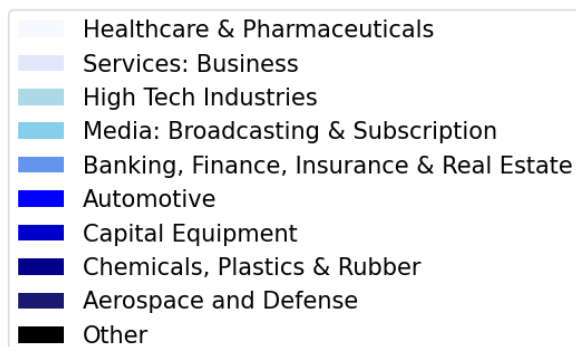 Healthcare & Pharmaceuticals
Services: Business
High Tech Industries
Media: Broadcasting & Subscription
Banking, Finance, Insurance & Real Estate
Automotive
Capital Equipment
Chemicals, Plastics & Rubber
Aerospace and Defense
Other